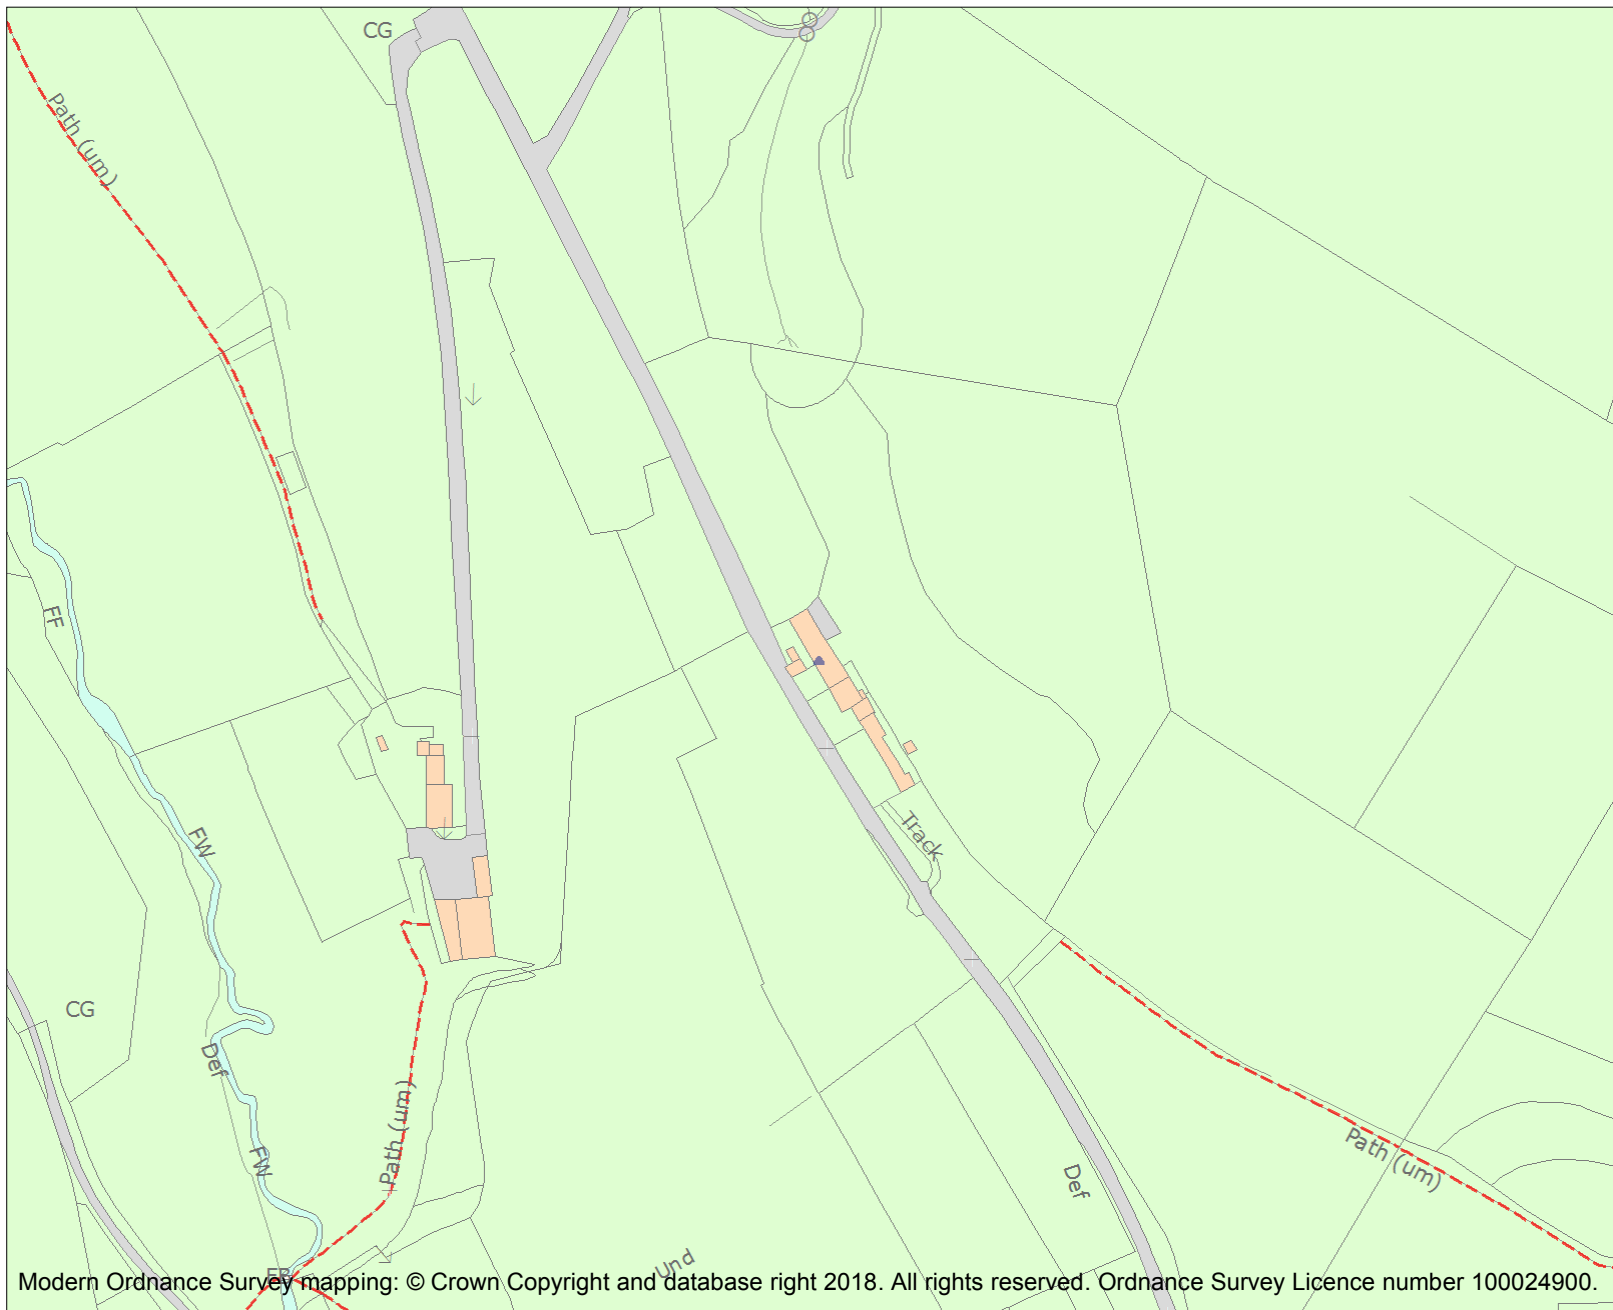 CG
Path (um)
FF
Track
FW
CG
Def
Path (um)
FW
Path (um)
Def
Und
FB
Modern Ordnance Survey mapping: © Crown Copyright and database right 2018. All rights reserved. Ordnance Survey Licence number 100024900.